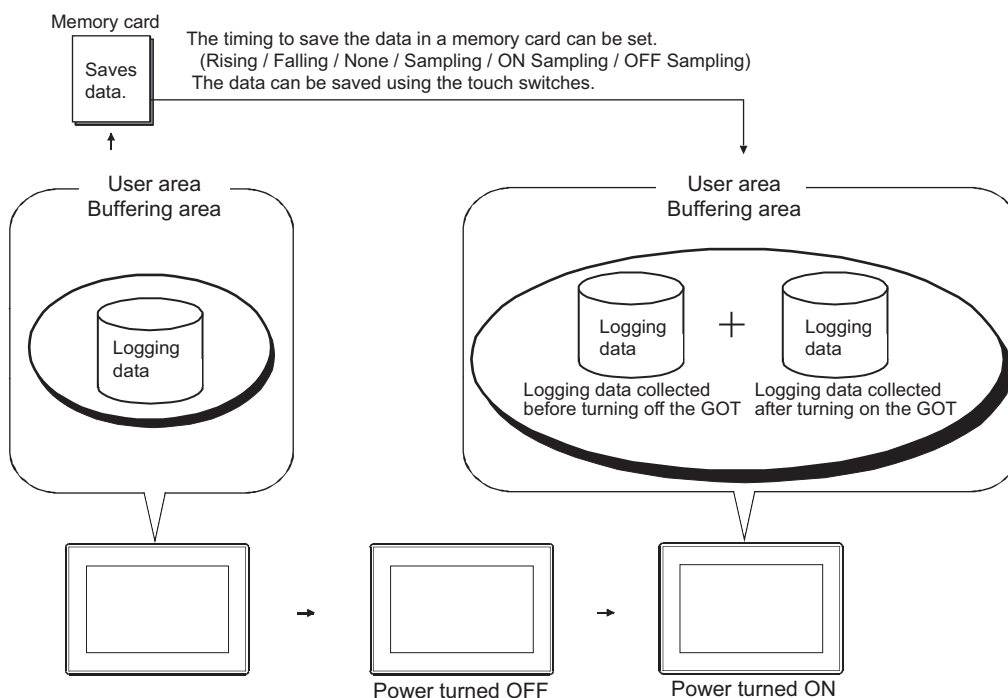 Memory card
Saves
data.
The timing to save the data in a memory card can be set.
(Rising / Falling / None / Sampling / ON Sampling / OFF Sampling)
The data can be saved using the touch switches.
User area
Buffering area
Logging
data
User area
Buffering area
Logging
data
+
Logging
data
Logging data collected
before turning off the GOT
Logging data collected
after turning on the GOT
Power turned OFF
Power turned ON